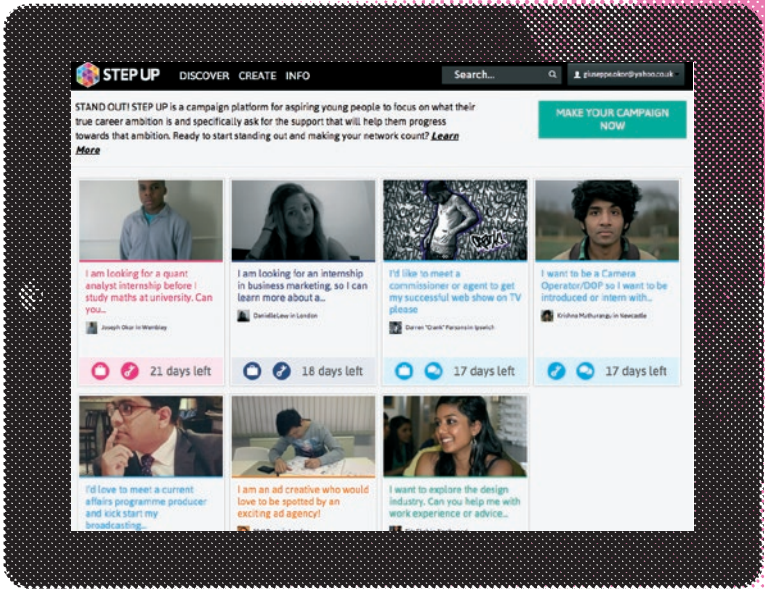 STEP UP
DISCOVER CREATE INFO
Search...
giuseppeokor@yahoo.co.uk
STAND OUT! STEP UP is a campaign platform for aspiring young people to focus on what their
true career ambition is and specifically ask for the support that will help them progress
towards that ambition. Ready to start standing out and making your network count? Learn
More
MAKE YOUR CAMPAIGN
NOW
I am looking for a quant
analyst internship before I
study maths at university. Can
you...
Joseph Okor in Wembley
21 days left
I am looking for an internship
in business marketing, so I can
learn more about a...
Danielle Levy in London
18 days left
I'd like to meet a
commissioner or agent to get
my successful web show on TV
please
Darren "Clank" Parsons in Ipswich
17 days left
I want to be a Camera
Operator/DOP so I want to be
introduced or intern with...
Krishna Muthurangu in Newcastle
17 days left
I'd love to meet a current
affairs programme producer
and kick start my
broadcasting...
I am an ad creative who would
love to be spotted by an
exciting ad agency!
I want to explore the design
industry. Can you help me with
work experience or advice...